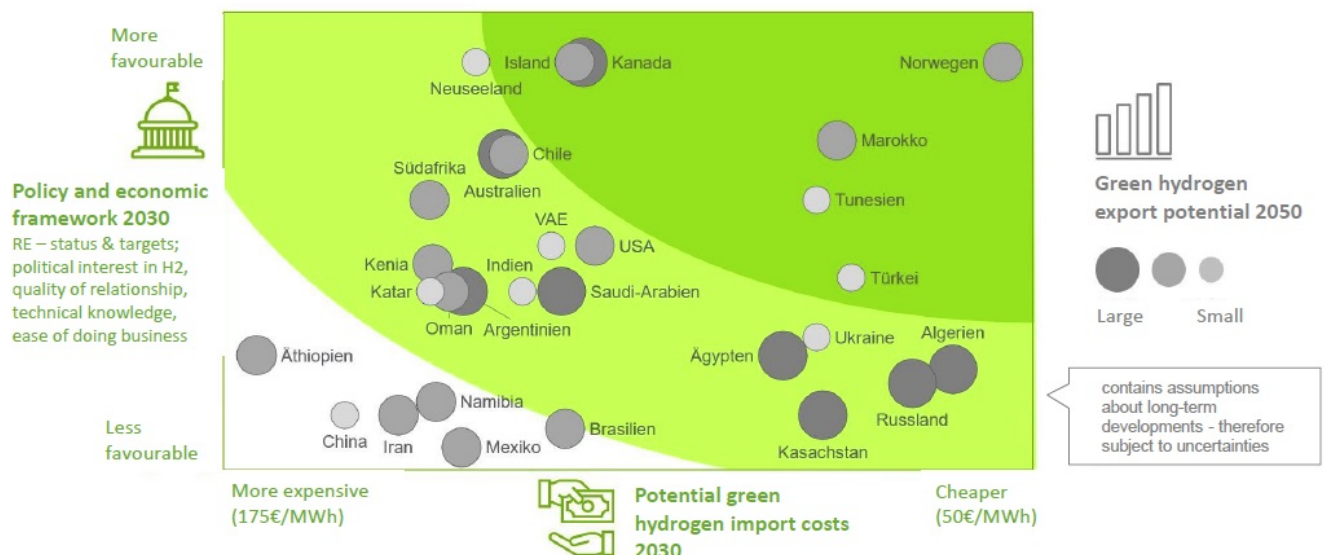 More
favourable
Policy and economic
framework 2030
RE – status & targets;
political interest in H2,
quality of relationship,
technical knowledge,
ease of doing business
Less
favourable
Neuseeland
Island
Kanada
Norwegen
Marokko
Südafrika
Chile
Australien
Tunesien
VAE
USA
Kenia
Indien
Katar
Saudi-Arabien
Türkei
Oman
Argentinien
Äthiopien
Ägypten
Ukraine
Algerien
Namibia
China
Iran
Mexiko
Brasilien
Russland
Kasachstan
More expensive
(175€/MWh)
Potential green
hydrogen import costs
2030
Cheaper
(50€/MWh)
Green hydrogen
export potential 2050
Large
Small
contains assumptions
about long-term
developments - therefore
subject to uncertainties